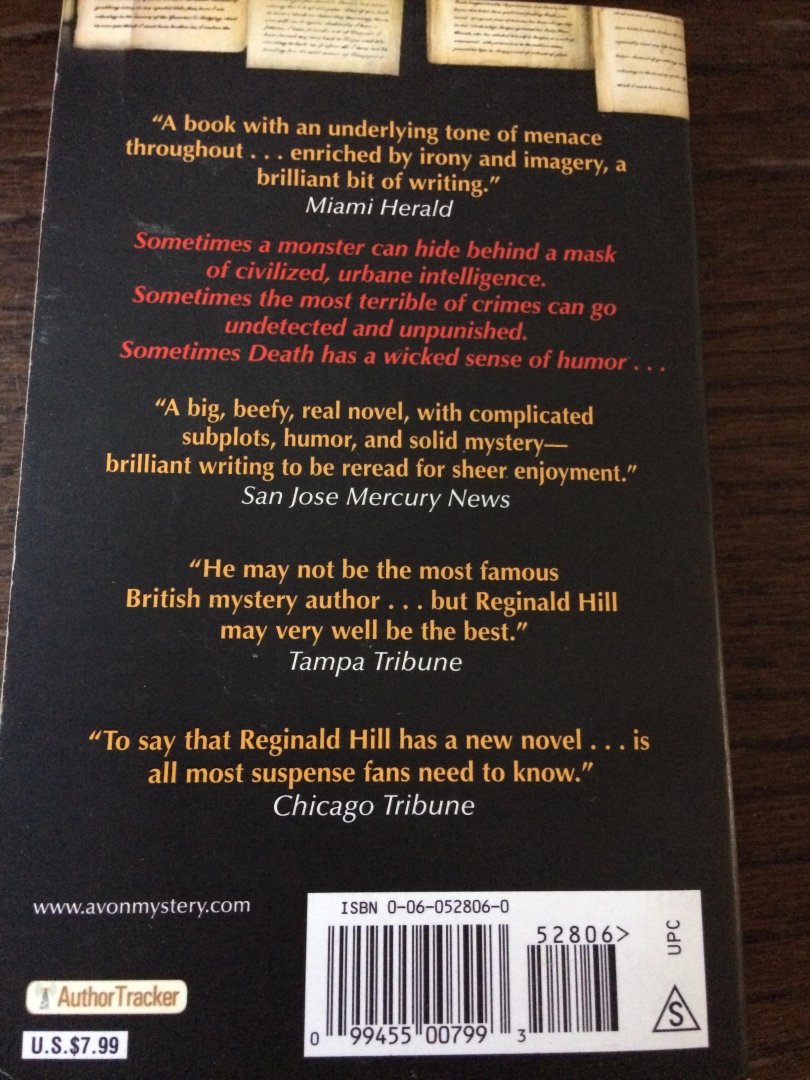 “A book with an underlying tone of menace
throughout . . . enriched by irony and imagery, a
brilliant bit of writing.”
Miami Herald
Sometimes a monster can hide behind a mask
of civilized, urbane intelligence.
Sometimes the most terrible of crimes can go
undetected and unpunished.
Sometimes Death has a wicked sense of humor . . .
“A big, beefy, real novel, with complicated
subplots, humor, and solid mystery—
brilliant writing to be reread for sheer enjoyment.”
San Jose Mercury News
“He may not be the most famous
British mystery author . . . but Reginald Hill
may very well be the best.”
Tampa Tribune
“To say that Reginald Hill has a new novel . . . is
all most suspense fans need to know.”
Chicago Tribune
www.avonmystery.com
ISBN 0-06-052806-0
52806>
UPC
S
0 99455 00799 3
AuthorTracker
U.S.$7.99